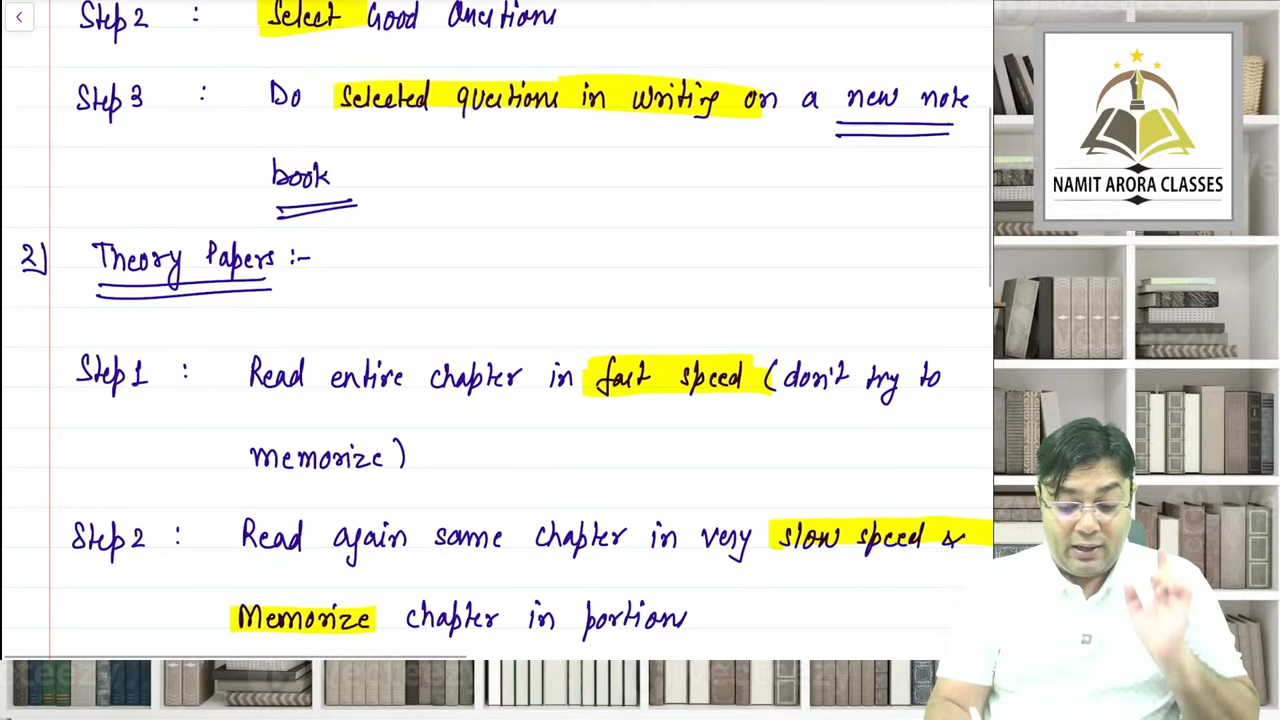 Step 2 : Select Good Questions
Step 3 : Do selected questions in writing on a new note
book
2) Theory Papers :-
Step 1 : Read entire chapter in fast speed (don't try to
memorize)
Step 2 : Read again same chapter in very slow speed &
Memorize chapter in portions
NAMIT ARORA CLASSES